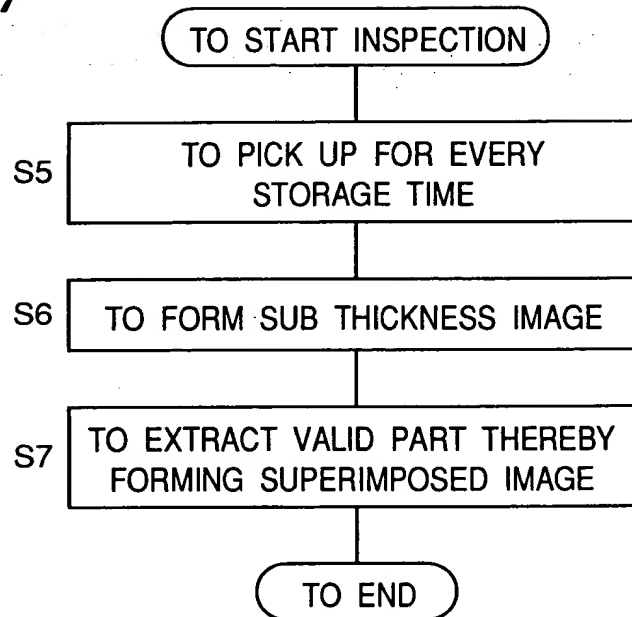 TO START INSPECTION
S5
TO PICK UP FOR EVERY
STORAGE TIME
S6
TO FORM SUB THICKNESS IMAGE
S7
TO EXTRACT VALID PART THEREBY
FORMING SUPERIMPOSED IMAGE
TO END